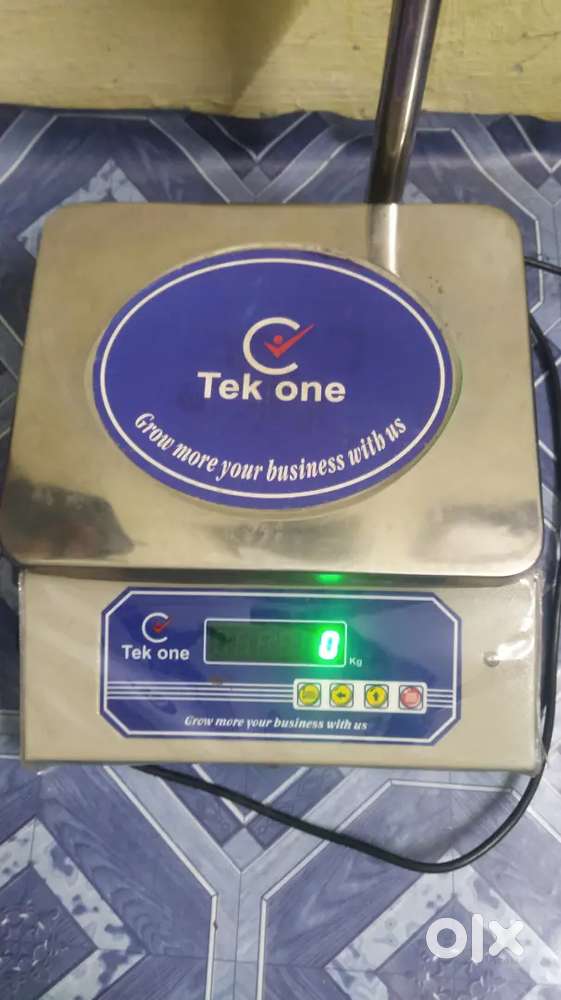 Tek one
Grow more your business with us
Tek one
0
Kg
Grow more your business with us
olx